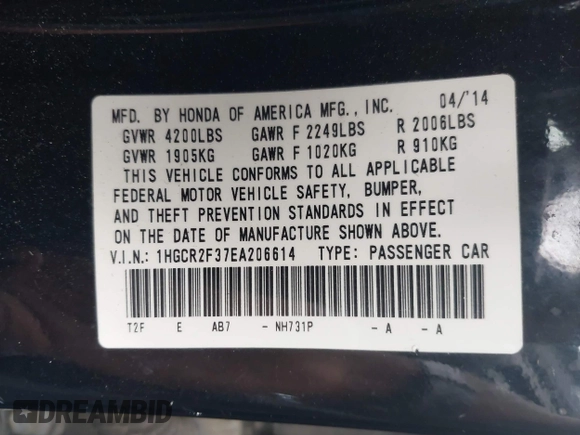 MFD. BY HONDA OF AMERICA MFG., INC. 04/'14
GVWR 4200LBS GAWR F 2249LBS R 2006LBS
GVWR 1905KG GAWR F 1020KG R 910KG
THIS VEHICLE CONFORMS TO ALL APPLICABLE
FEDERAL MOTOR VEHICLE SAFETY, BUMPER,
AND THEFT PREVENTION STANDARDS IN EFFECT
ON THE DATE OF MANUFACTURE SHOWN ABOVE.
V.I.N.: 1HGCR2F37EA206614 TYPE: PASSENGER CAR
T2F E AB7 - NH731P - A - A
DREAMBID